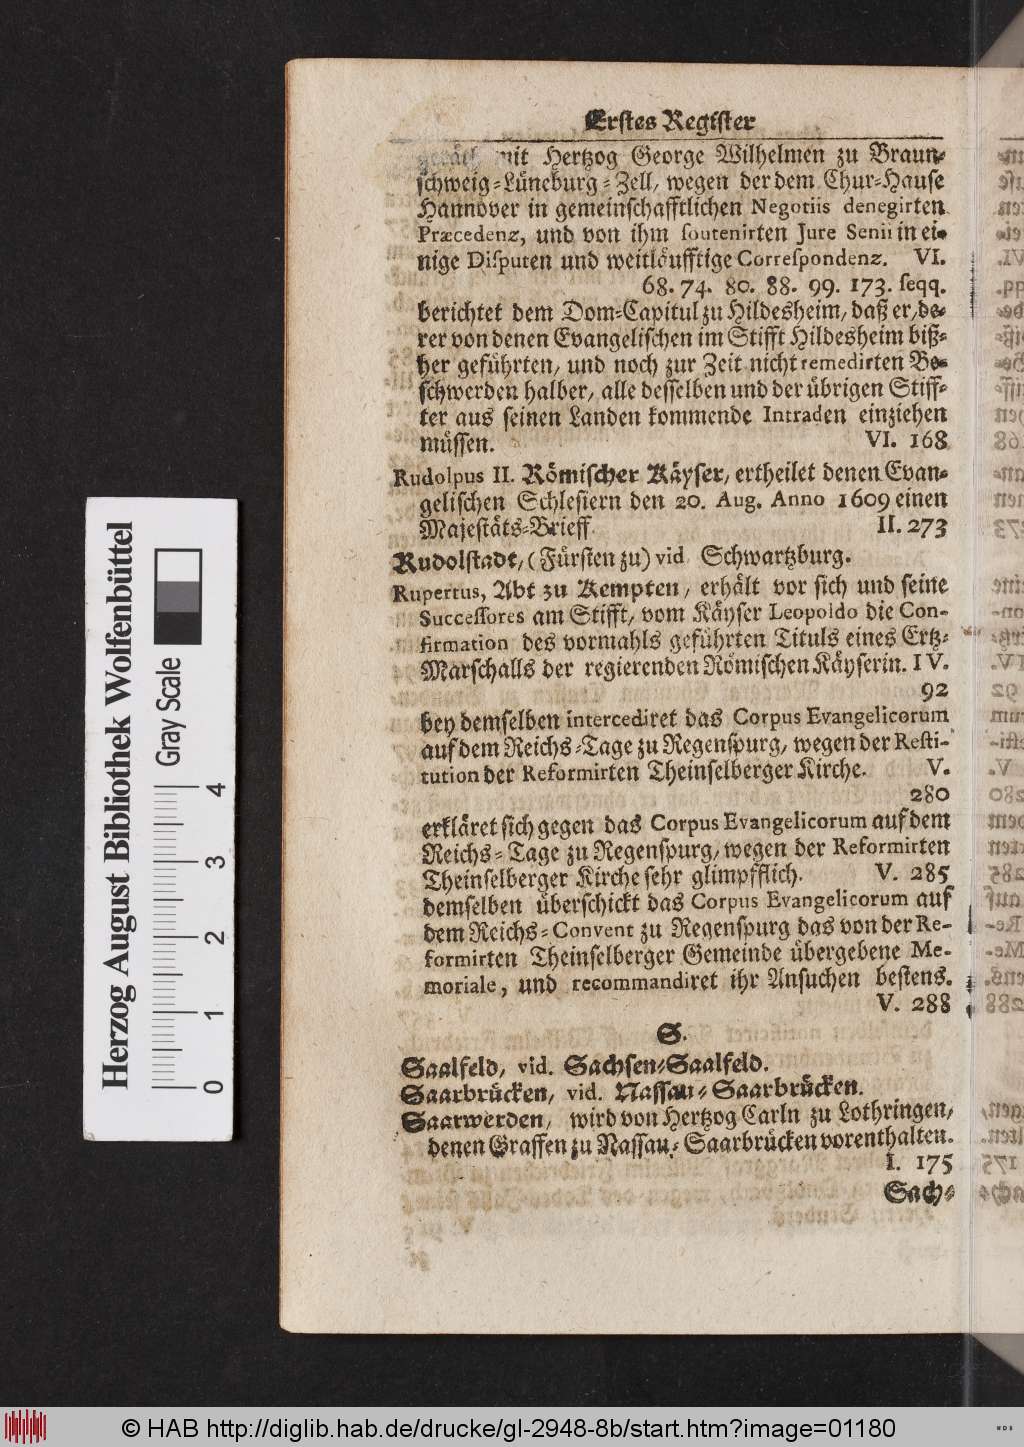 Erstes Register
geräth mit Hertzog George Wilhelmen zu Braun-
schweig-Lüneburg-Zell, wegen der dem Chur-Hause
Hannover in gemeinschafftlichen Negotiis denegirten
Præcedenz, und von ihm soutenirten Jure Senii in ei-
nige Disputen und weitläufftige Correspondenz. VI.
68. 74. 80. 88. 99. 173. seqq.
berichtet dem Dom-Capitul zu Hildesheim, daß er, de-
rer von denen Evangelischen im Stifft Hildesheim biß-
her geführten, und noch zur Zeit nicht remedirten Be-
schwerden halber, alle desselben und der übrigen Stiff-
ter aus seinen Landen kommende Intraden einziehen
müssen. VI. 168
Rudolpus II. Römischer Käyser, ertheilet denen Evan-
gelischen Schlesiern den 20. Aug. Anno 1609 einen
Majestäts-Brieff. II. 273
Rudolstadt, (Fürsten zu) vid Schwartzburg.
Rupertus, Abt zu Kempten, erhält vor sich und seine
Successores am Stifft, vom Käyser Leopoldo die Con-
firmation des vormahls geführten Tituls eines Ertz-
Marschalls der regierenden Römischen Käyserin. IV.
92
bey demselben intercediret das Corpus Evangelicorum
auf dem Reichs-Tage zu Regenspurg, wegen der Resti-
tution der Reformirten Theinselberger Kirche. V.
280
erkläret sich gegen das Corpus Evangelicorum auf dem
Reichs-Tage zu Regenspurg, wegen der Reformirten
Theinselberger Kirche sehr glimpfflich. V. 285
demselben überschickt das Corpus Evangelicorum auf
dem Reichs-Convent zu Regenspurg das von der Re-
formirten Theinselberger Gemeinde übergebene Me-
moriale, und recommandiret ihr Ansuchen bestens.
V. 288
S.
Saalfeld, vid. Sachsen-Saalfeld.
Saarbrücken, vid. Nassau-Saarbrücken.
Saarwerden, wird von Hertzog Carln zu Lothringen,
denen Graffen zu Nassau-Saarbrücken vorenthalten.
I. 175
Sach-
Herzog August Bibliothek Wolfenbüttel
Gray Scale
0 1 2 3 4
© HAB http://diglib.hab.de/drucke/gl-2948-8b/start.htm?image=01180